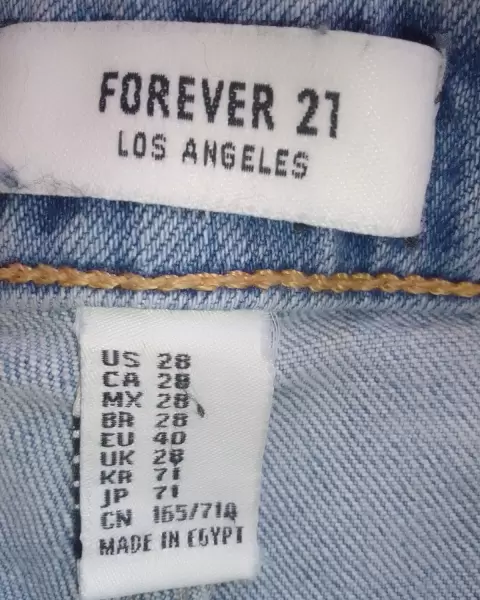 FOREVER 21
LOS ANGELES
US 28
CA 28
MX 28
BR 28
EU 40
UK 28
KR 71
JP 71
CN 165/71A
MADE IN EGYPT